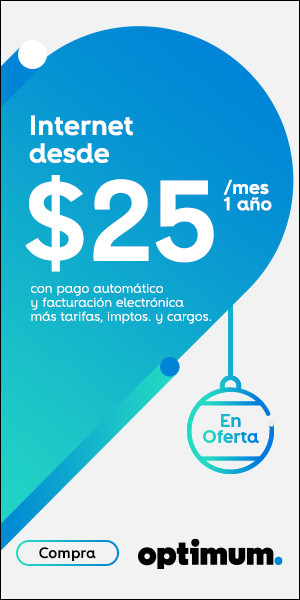 Internet
desde
$25
/mes
1 año
con pago automático
y facturación electrónica
más tarifas, imptos. y cargos.
En
Oferta
Compra
optimum.